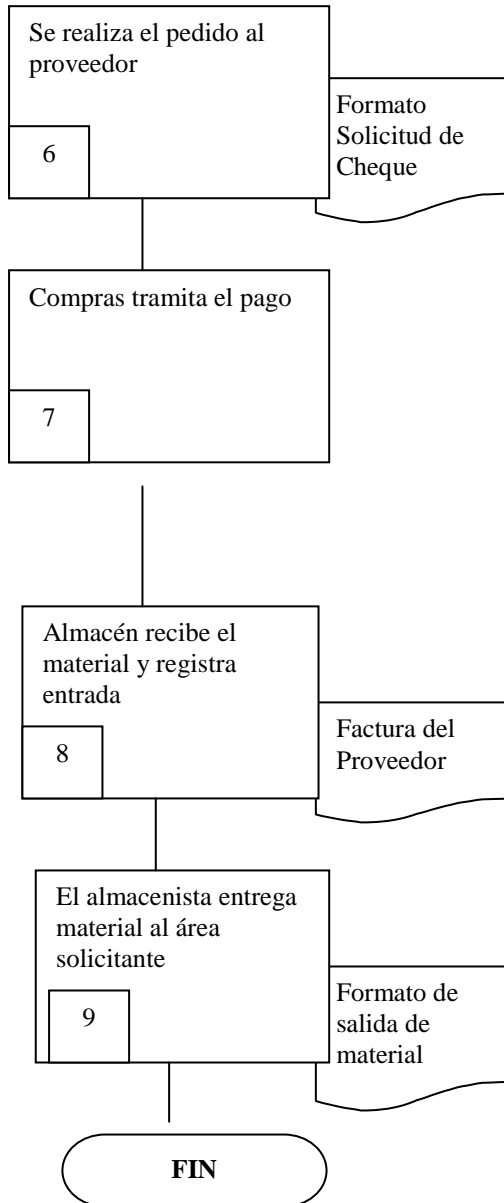 Se realiza el pedido al
proveedor
6
Formato
Solicitud de
Cheque
Compras tramita el pago
7
Almacén recibe el
material y registra
entrada
8
Factura del
Proveedor
El almacenista entrega
material al área
solicitante
9
Formato de
salida de
material
FIN